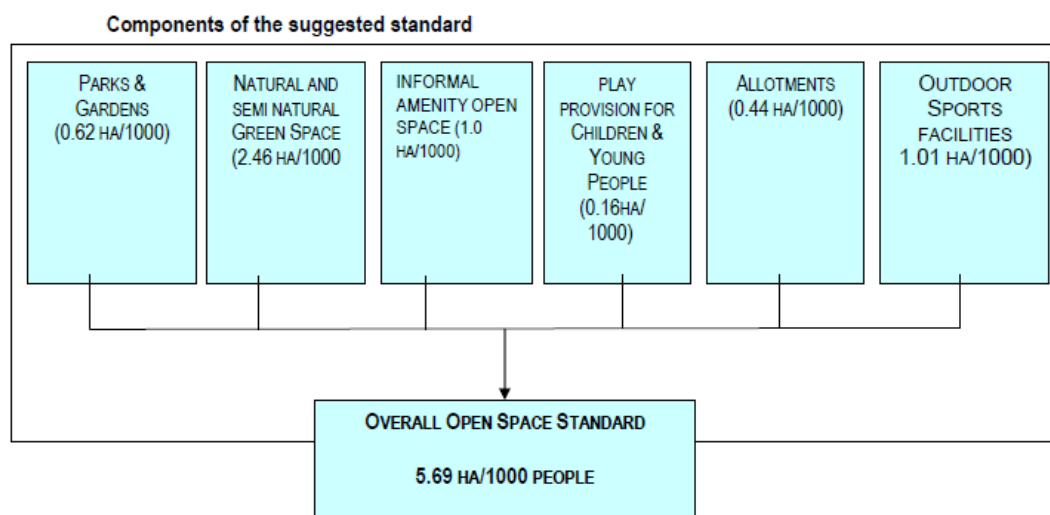 Components of the suggested standard
PARKS &
GARDENS
(0.62 HA/1000)
NATURAL AND
SEMI NATURAL
GREEN SPACE
(2.46 HA/1000
INFORMAL
AMENITY OPEN
SPACE (1.0
HA/1000)
PLAY
PROVISION FOR
CHILDREN &
YOUNG
PEOPLE
(0.16HA/
1000)
ALLOTMENTS
(0.44 HA/1000)
OUTDOOR
SPORTS
FACILITIES
1.01 HA/1000)
OVERALL OPEN SPACE STANDARD
5.69 HA/1000 PEOPLE